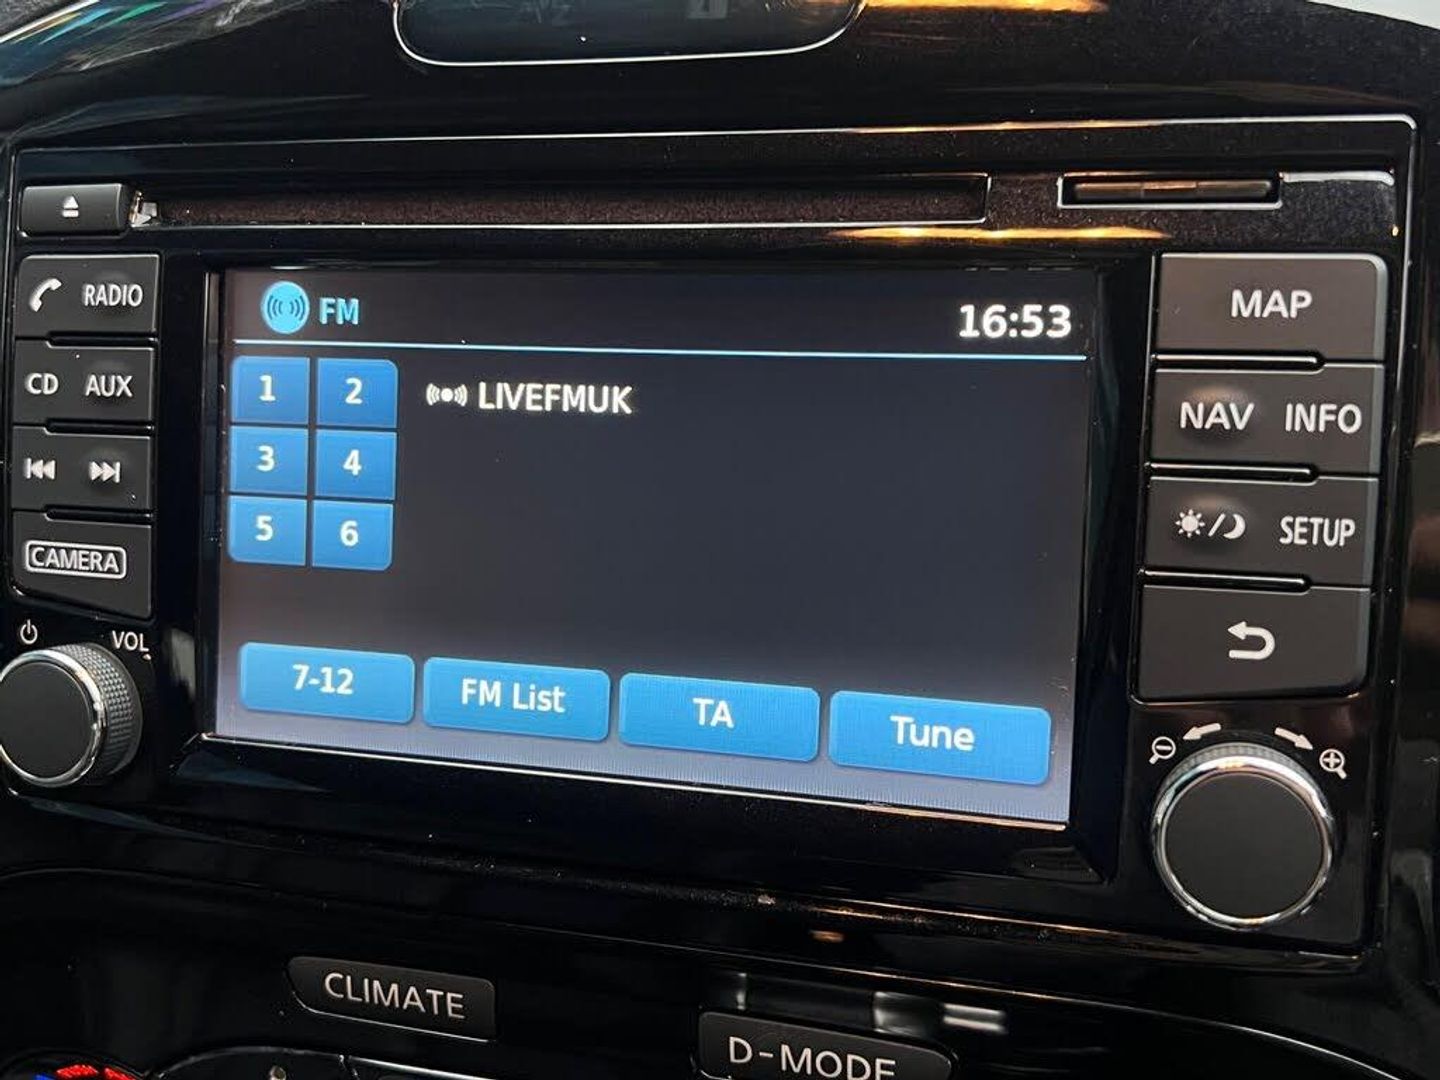 FM
16:53
1 2
LIVEFMUK
3 4
5 6
7-12 FM List TA Tune
RADIO
CD AUX
CAMERA
VOL
MAP
NAV INFO
SETUP
CLIMATE
D-MODE